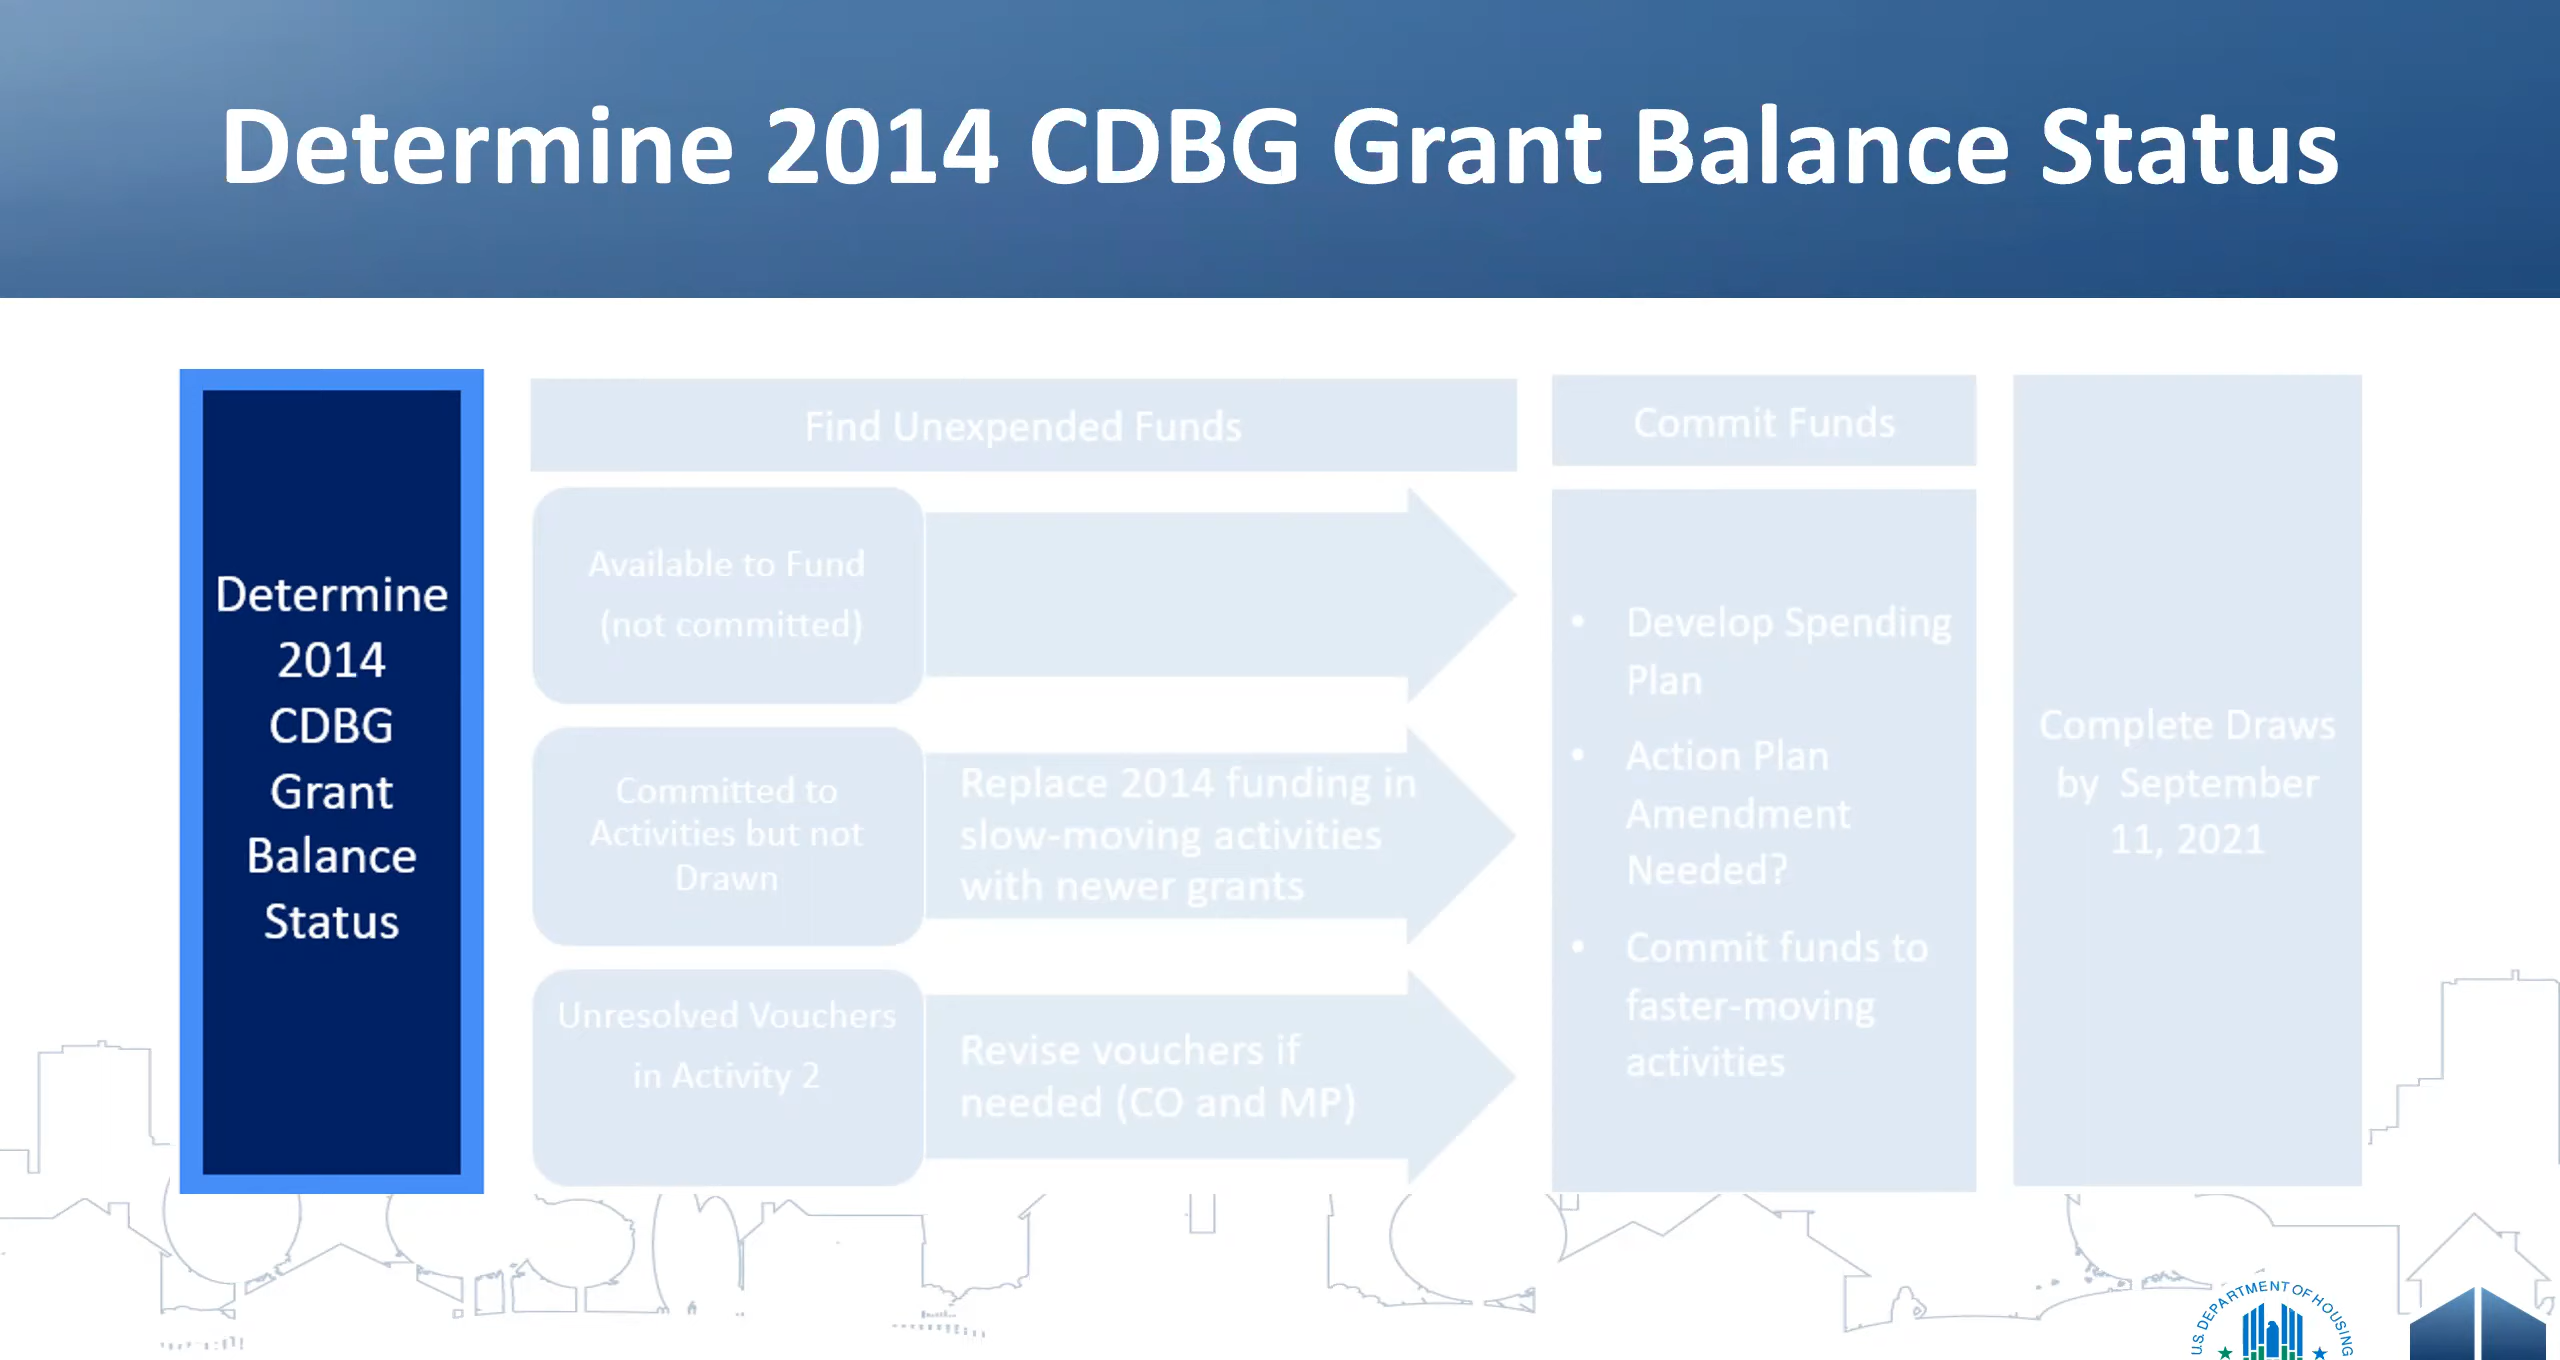 Determine 2014 CDBG Grant Balance Status
Determine
2014
CDBG
Grant
Balance
Status
Find Unexpended Funds
Available to Fund
(not committed)
Committed to
Activities but not
Drawn
Replace 2014 funding in
slow-moving activities
with newer grants
Unresolved Vouchers
in Activity 2
Revise vouchers if
needed (CO and MP)
Commit Funds
• Develop Spending
Plan
• Action Plan
Amendment
Needed?
• Commit funds to
faster-moving
activities
Complete Draws
by September
11, 2021
U.S. DEPARTMENT OF HOUSING